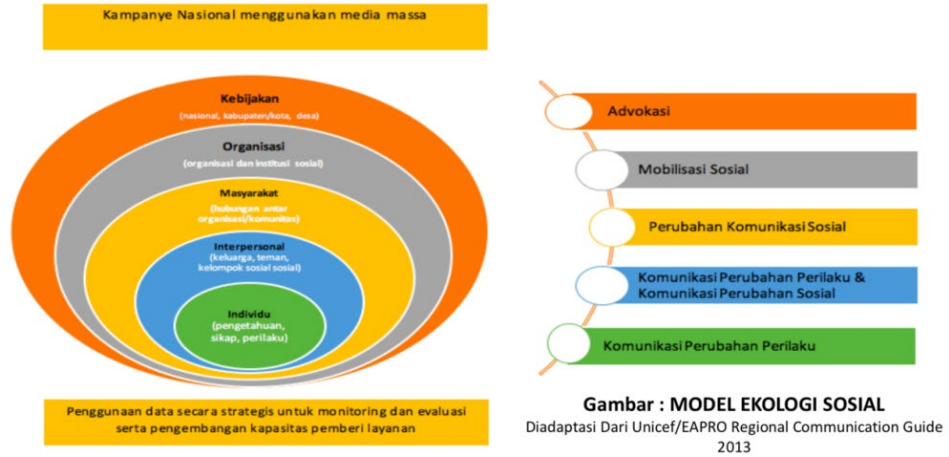 Kampanye Nasional menggunakan media massa
Kebijakan
(nasional, kabupaten/kota, desa)
Organisasi
(organisasi dan institusi sosial)
Masyarakat
(hubungan antar
organisasi/komunitas)
Interpersonal
(keluarga, teman,
kelompok sosial sosial)
Individu
(pengetahuan,
sikap, perilaku)
Penggunaan data secara strategis untuk monitoring dan evaluasi
serta pengembangan kapasitas pemberi layanan
Advokasi
Mobilisasi Sosial
Perubahan Komunikasi Sosial
Komunikasi Perubahan Perilaku &
Komunikasi Perubahan Sosial
Komunikasi Perubahan Perilaku
Gambar : MODEL EKOLOGI SOSIAL
Diadaptasi Dari Unicef/EAPRO Regional Communication Guide
2013